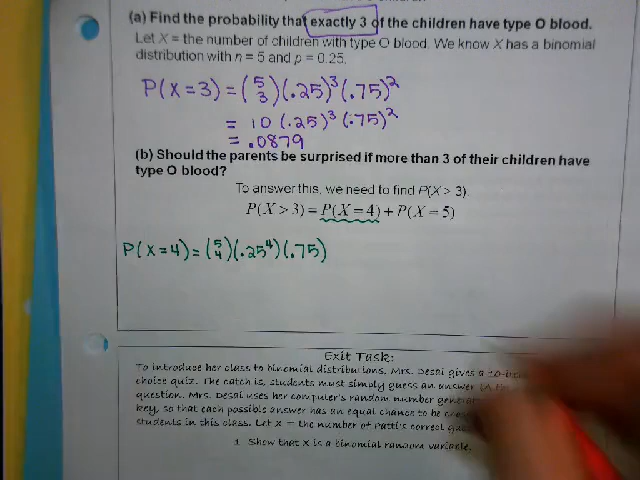 (a) Find the probability that exactly 3 of the children have type O blood.
Let X = the number of children with type O blood. We know X has a binomial
distribution with n = 5 and p = 0.25.
P(X=3) = (5 3)(.25)³(.75)²
= 10 (.25)³ (.75)²
= .0879
(b) Should the parents be surprised if more than 3 of their children have
type O blood?
To answer this, we need to find P(X > 3).
P(X > 3) = P(X = 4) + P(X = 5)
P(X=4) = (5 4)(.25⁴)(.75)
Exit Task:
To introduce her class to binomial distributions, Mrs. Desai gives a 10-
choice quiz. The catch is, students must simply guess an answer
question. Mrs. Desai uses her computer's random number
key, so that each possible answer has an equal chance to be
students in this class. Let X = the number of Patti's correct
1. Show that X is a binomial random variable.